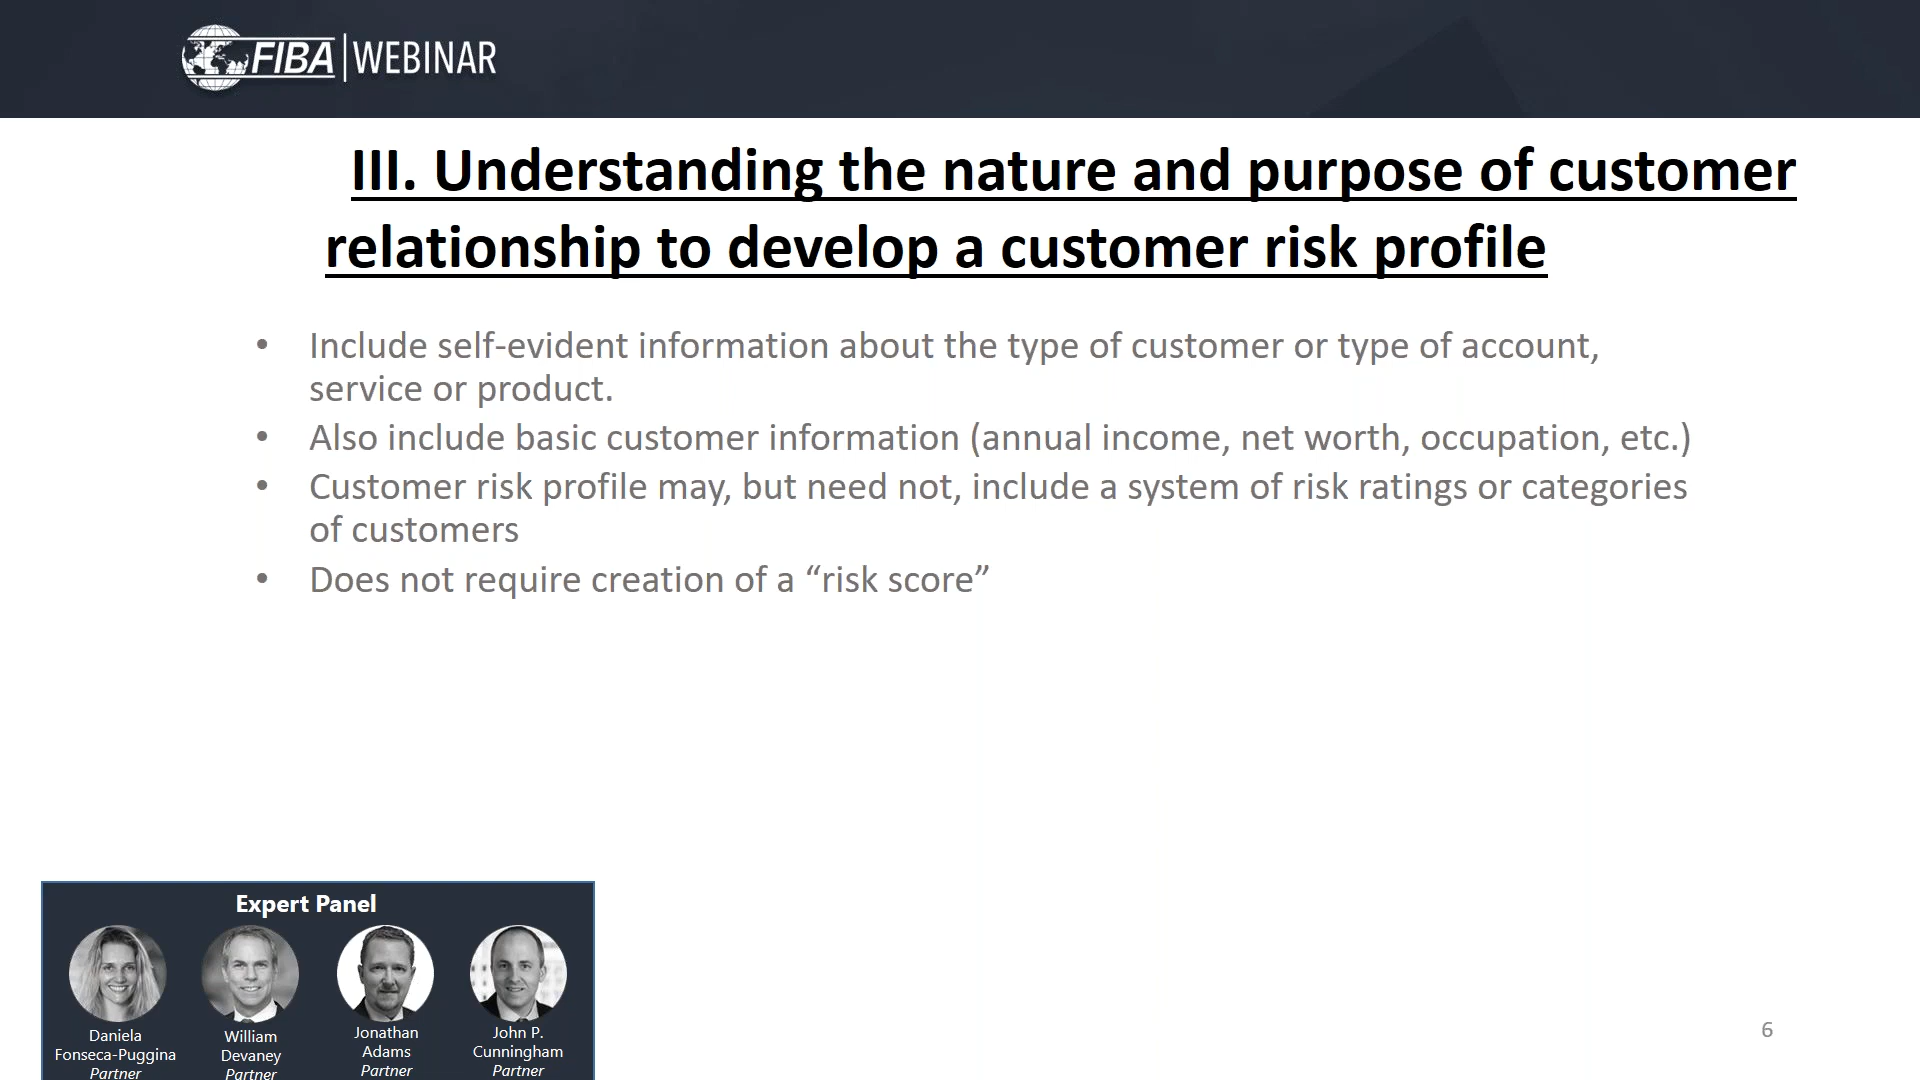 FIBA | WEBINAR
III. Understanding the nature and purpose of customer
relationship to develop a customer risk profile
• Include self-evident information about the type of customer or type of account,
service or product.
• Also include basic customer information (annual income, net worth, occupation, etc.)
• Customer risk profile may, but need not, include a system of risk ratings or categories
of customers
• Does not require creation of a “risk score”
Expert Panel
Daniela
Fonseca-Puggina
Partner
William
Devaney
Partner
Jonathan
Adams
Partner
John P.
Cunningham
Partner
6